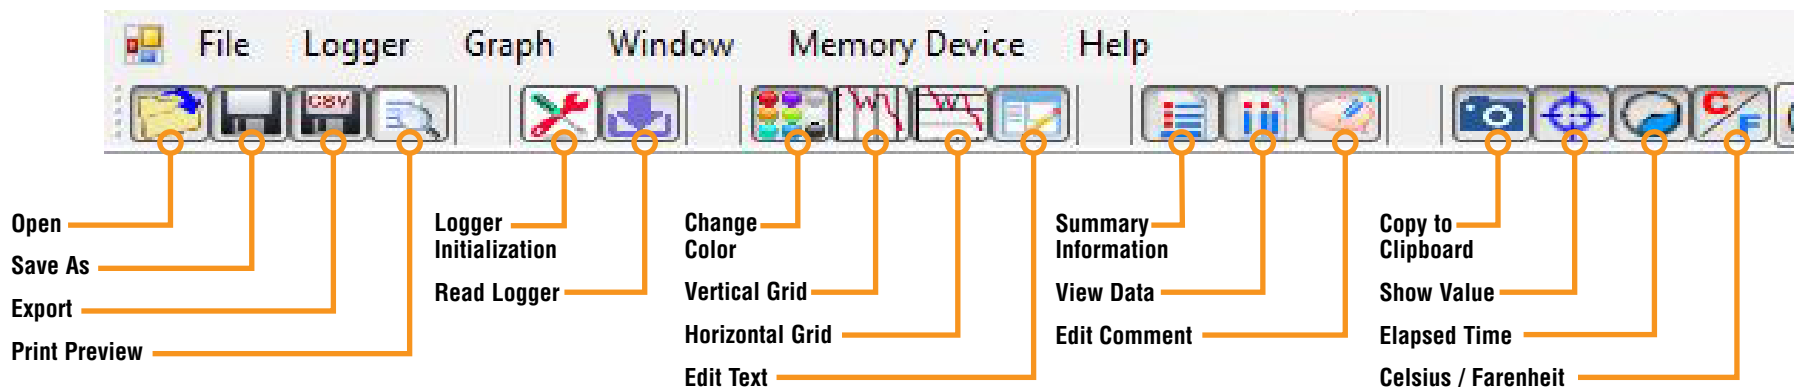 File Logger Graph Window Memory Device Help
CSV
C/F
Open
Save As
Export
Print Preview
Logger
Initialization
Read Logger
Change
Color
Vertical Grid
Horizontal Grid
Edit Text
Summary
Information
View Data
Edit Comment
Copy to
Clipboard
Show Value
Elapsed Time
Celsius / Farenheit